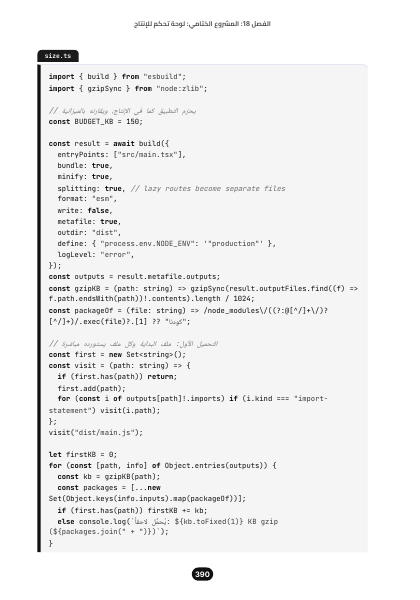 الفصل 18: المشروع الختامي: لوحة تحكم للإنتاج
size.ts
import { build } from "esbuild";
import { gzipSync } from "node:zlib";
// يحزم التطبيق كما في الإنتاج، ويقارنه بالميزانية
const BUDGET_KB = 150;
const result = await build({
entryPoints: ["src/main.tsx"],
bundle: true,
minify: true,
splitting: true, // lazy routes become separate files
format: "esm",
write: false,
metafile: true,
outdir: "dist",
define: { "process.env.NODE_ENV": '"production"' },
logLevel: "error",
});
const outputs = result.metafile.outputs;
const gzipKB = (path: string) => gzipSync(result.outputFiles.find((f) =>
f.path.endsWith(path))!.contents).length / 1024;
const packageOf = (file: string) => /node_modules\/((?:@[^/]+\/)?
[^/]+)/.exec(file)?.[1] ?? "كودنا";
// التحميل الأول: ملف البداية وكل ملف يستورده مباشرة
const first = new Set<string>();
const visit = (path: string) => {
if (first.has(path)) return;
first.add(path);
for (const i of outputs[path]!.imports) if (i.kind === "import-
statement") visit(i.path);
};
visit("dist/main.js");
let firstKB = 0;
for (const [path, info] of Object.entries(outputs)) {
const kb = gzipKB(path);
const packages = [...new
Set(Object.keys(info.inputs).map(packageOf))];
if (first.has(path)) firstKB += kb;
else console.log(`يُحمَّل لاحقاً: ${kb.toFixed(1)} KB gzip
(${packages.join(" + ")})`);
}
390